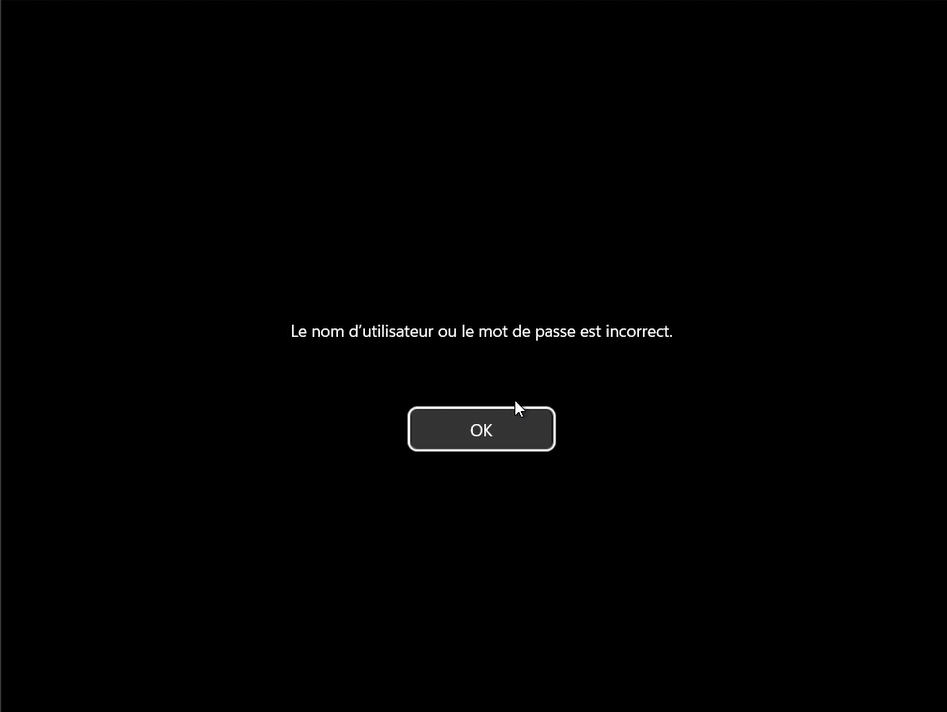 Le nom d’utilisateur ou le mot de passe est incorrect.
OK